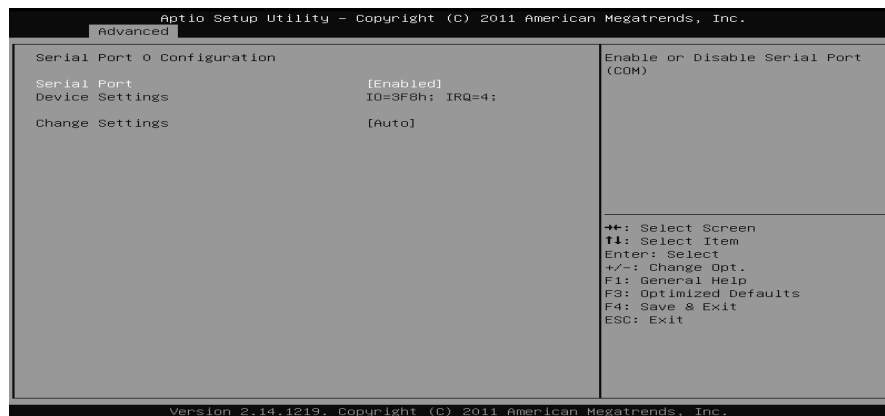 Aptio Setup Utility – Copyright (C) 2011 American Megatrends, Inc.
Advanced
Serial Port 0 Configuration
Serial Port [Enabled]
Device Settings IO=3F8h; IRQ=4;
Change Settings [Auto]
Enable or Disable Serial Port
(COM)
→←: Select Screen
↑↓: Select Item
Enter: Select
+/-: Change Opt.
F1: General Help
F3: Optimized Defaults
F4: Save & Exit
ESC: Exit
Version 2.14.1219. Copyright (C) 2011 American Megatrends, Inc.